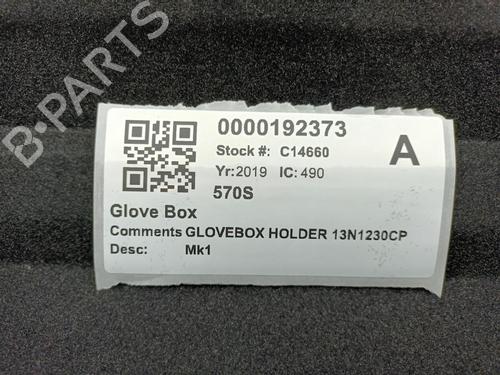 B-PARTS
0000192373
Stock #: C14660
A
Yr:2019 IC: 490
570S
Glove Box
Comments GLOVEBOX HOLDER 13N1230CP
Desc: Mk1